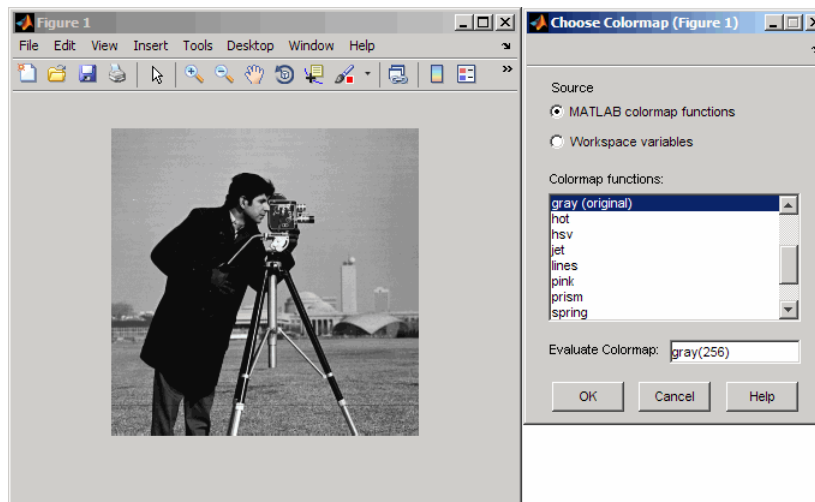 Figure 1
File Edit View Insert Tools Desktop Window Help
Choose Colormap (Figure 1)
Source
MATLAB colormap functions
Workspace variables
Colormap functions:
gray (original)
hot
hsv
jet
lines
pink
prism
spring
Evaluate Colormap: gray(256)
OK Cancel Help